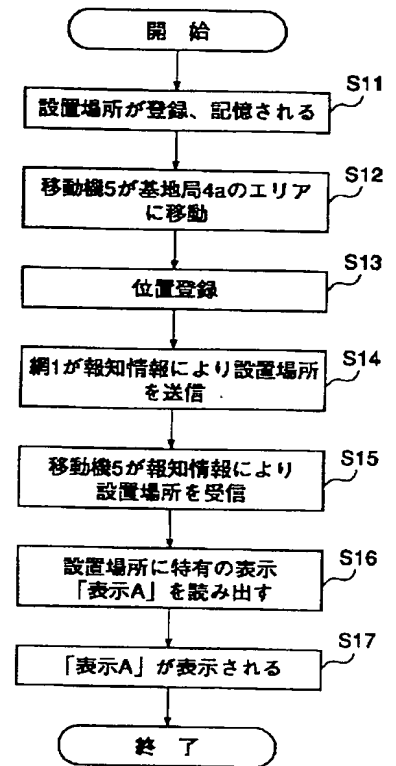 開 始
S11
設置場所が登録、記憶される
S12
移動機5が基地局4aのエリア
に移動
S13
位置登録
S14
網1が報知情報により設置場所
を送信
S15
移動機5が報知情報により
設置場所を受信
S16
設置場所に特有の表示
「表示A」を読み出す
S17
「表示A」が表示される
終 了